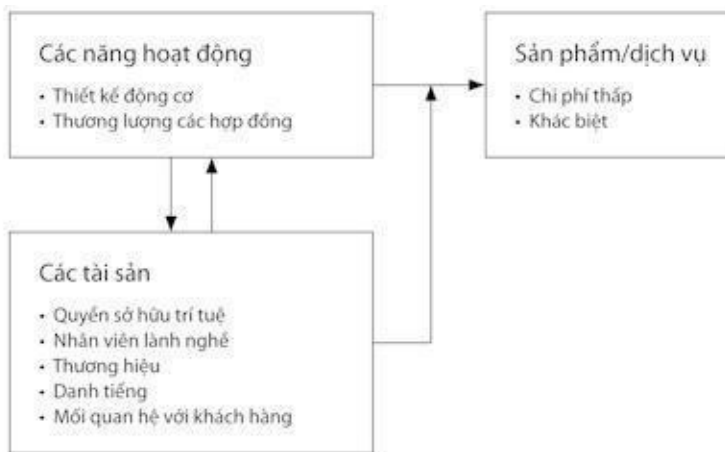 Các năng hoạt động
• Thiết kế động cơ
• Thương lượng các hợp đồng
Sản phẩm/dịch vụ
• Chi phí thấp
• Khác biệt
Các tài sản
• Quyền sở hữu trí tuệ
• Nhân viên lành nghề
• Thương hiệu
• Danh tiếng
• Mối quan hệ với khách hàng